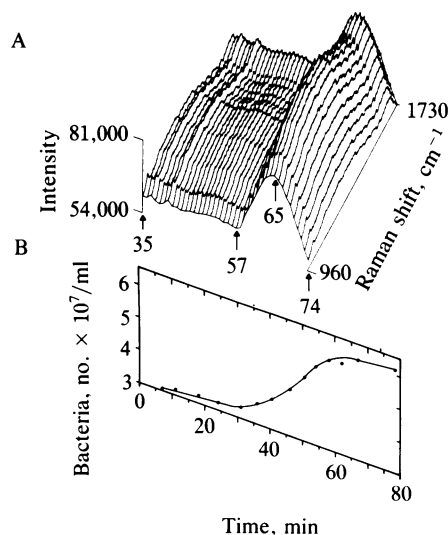 A
Intensity
81,000
54,000
35
57
65
74
960
1730
Raman shift, cm⁻¹
B
Bacteria, no. × 10⁷/ml
6
5
4
3
0
20
40
60
80
Time, min